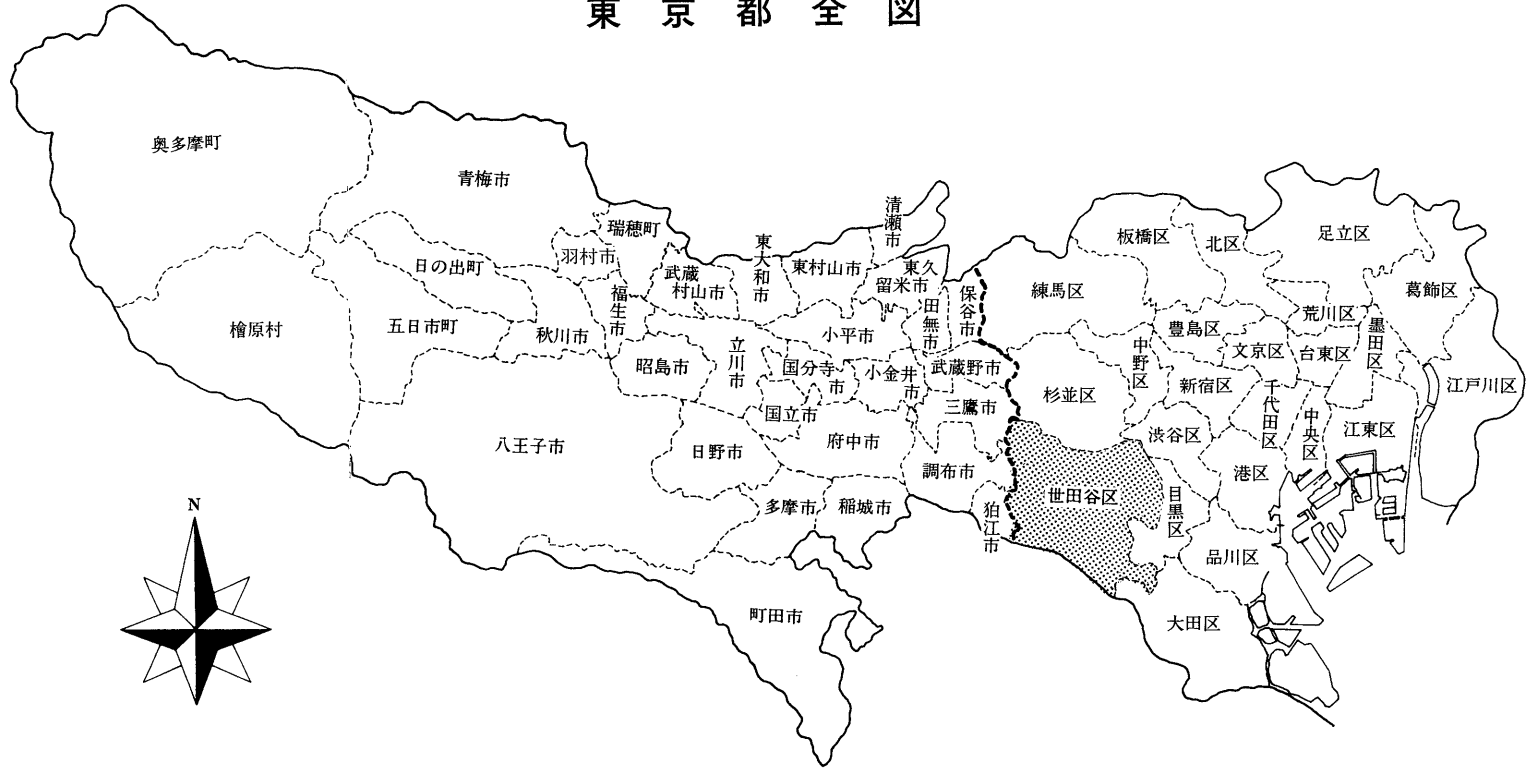 東京都全図
奥多摩町
青梅市
瑞穂町
羽村市
日の出町
檜原村
五日市町
秋川市
福生市
武蔵
村山市
東大和市
東村山市
清瀬市
東久
留米市
田無市
保谷市
昭島市
立川市
小平市
国分寺
市
小金井
市
武蔵野市
三鷹市
国立市
府中市
八王子市
日野市
調布市
多摩市
稲城市
狛江市
町田市
板橋区
北区
足立区
練馬区
葛飾区
荒川区
墨田区
豊島区
文京区
台東区
中野区
杉並区
新宿区
千代田区
中央区
江東区
江戸川区
渋谷区
港区
世田谷区
目黒区
品川区
大田区
N